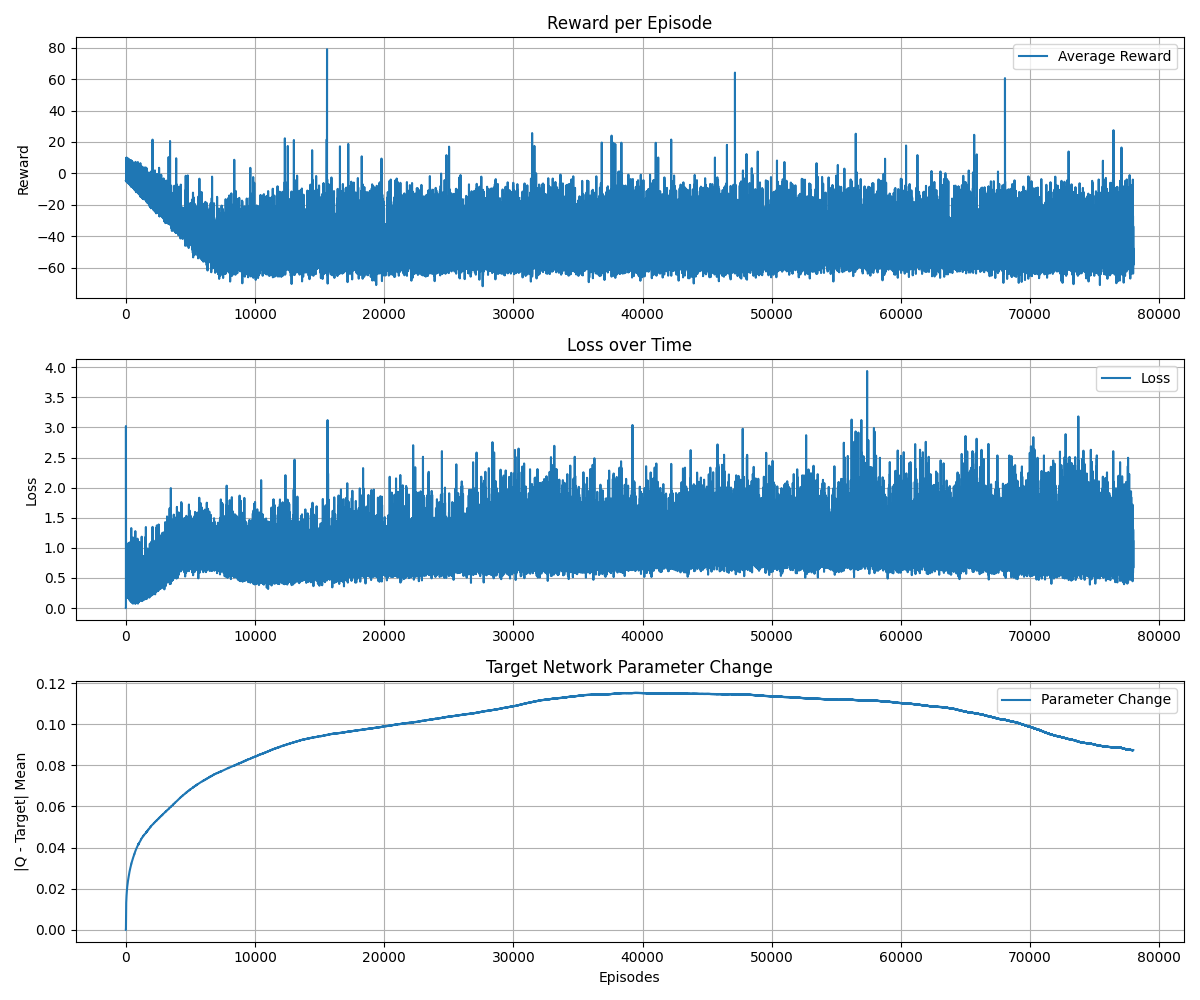 Reward per Episode
Average Reward
Reward
80
60
40
20
0
−20
−40
−60
0 10000 20000 30000 40000 50000 60000 70000 80000
Loss over Time
Loss
Loss
4.0
3.5
3.0
2.5
2.0
1.5
1.0
0.5
0.0
0 10000 20000 30000 40000 50000 60000 70000 80000
Target Network Parameter Change
Parameter Change
|Q - Target| Mean
0.12
0.10
0.08
0.06
0.04
0.02
0.00
0 10000 20000 30000 40000 50000 60000 70000 80000
Episodes